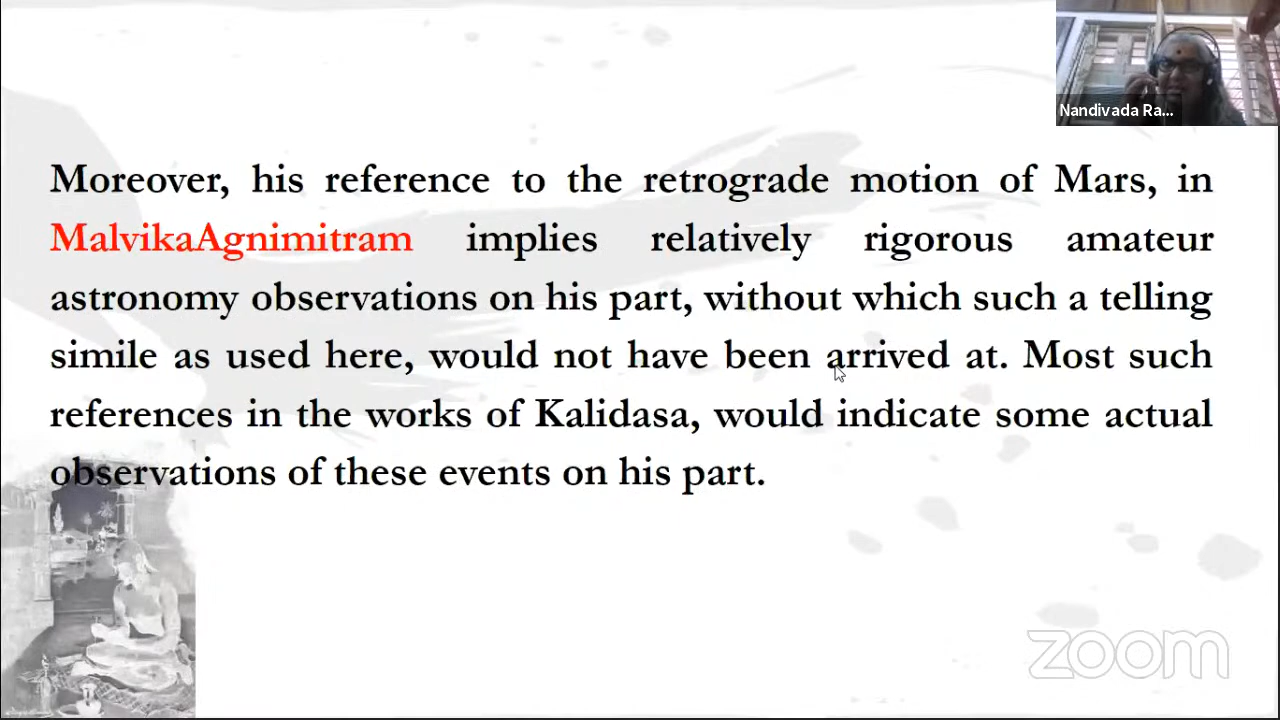 Nandivada Ra...
Moreover, his reference to the retrograde motion of Mars, in
MalvikaAgnimitram implies relatively rigorous amateur
astronomy observations on his part, without which such a telling
simile as used here, would not have been arrived at. Most such
references in the works of Kalidasa, would indicate some actual
observations of these events on his part.
zoom